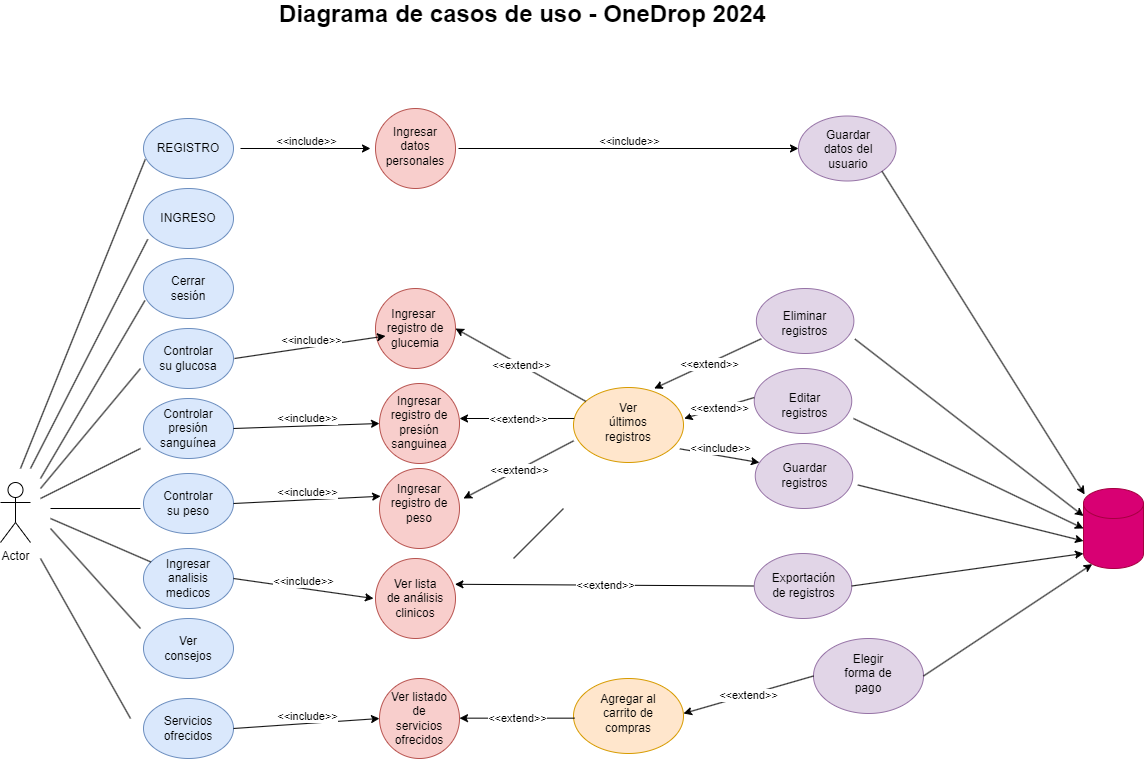 Diagrama de casos de uso - OneDrop 2024
REGISTRO
<<include>>
Ingresar
datos
personales
<<include>>
Guardar
datos del
usuario
INGRESO
Cerrar
sesión
Controlar
su glucosa
<<include>>
Ingresar
registro de
glucemia
<<extend>>
<<extend>>
Eliminar
registros
Controlar
presión
sanguínea
<<include>>
Ingresar
registro de
presión
sanguinea
<<extend>>
Ver
últimos
registros
<<extend>>
Editar
registros
<<include>>
Guardar
registros
Controlar
su peso
<<include>>
Ingresar
registro de
peso
<<extend>>
Actor
Ingresar
analisis
medicos
<<include>>
Ver lista
de análisis
clinicos
<<extend>>
Exportación
de registros
Ver
consejos
Servicios
ofrecidos
<<include>>
Ver listado
de
servicios
ofrecidos
<<extend>>
Agregar al
carrito de
compras
<<extend>>
Elegir
forma de
pago